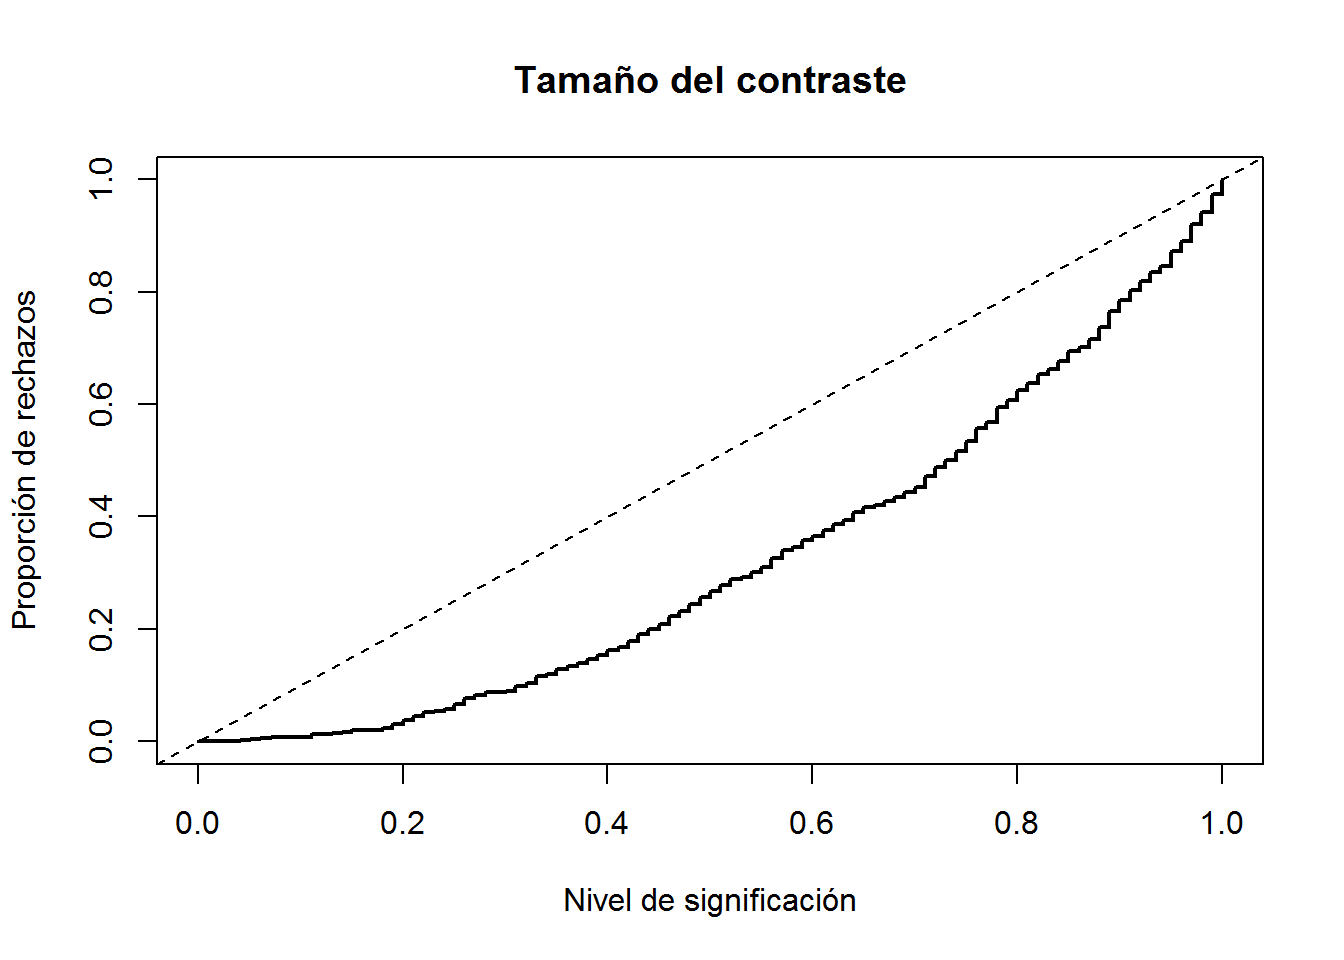 Tamaño del contraste
Proporción de rechazos
1.0
0.8
0.6
0.4
0.2
0.0
0.0 0.2 0.4 0.6 0.8 1.0
Nivel de significación